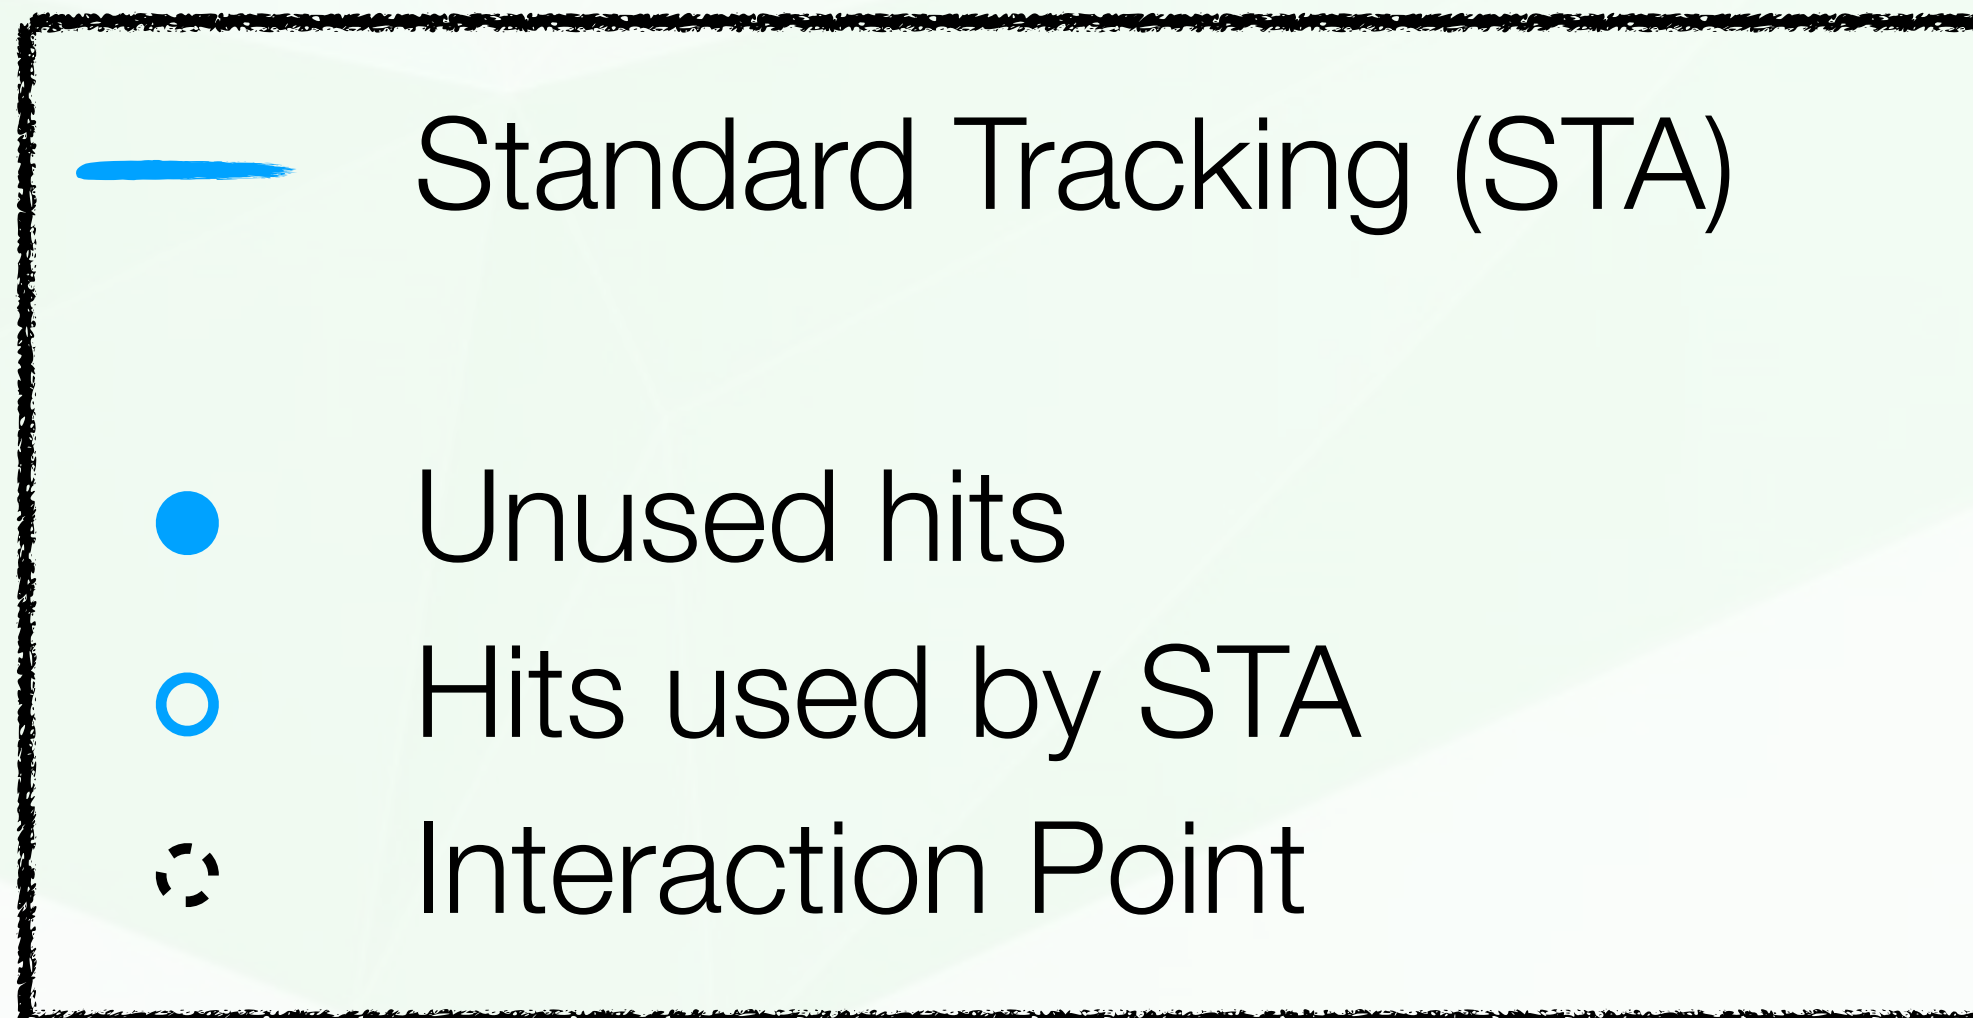 Standard Tracking (STA)
Unused hits
Hits used by STA
Interaction Point